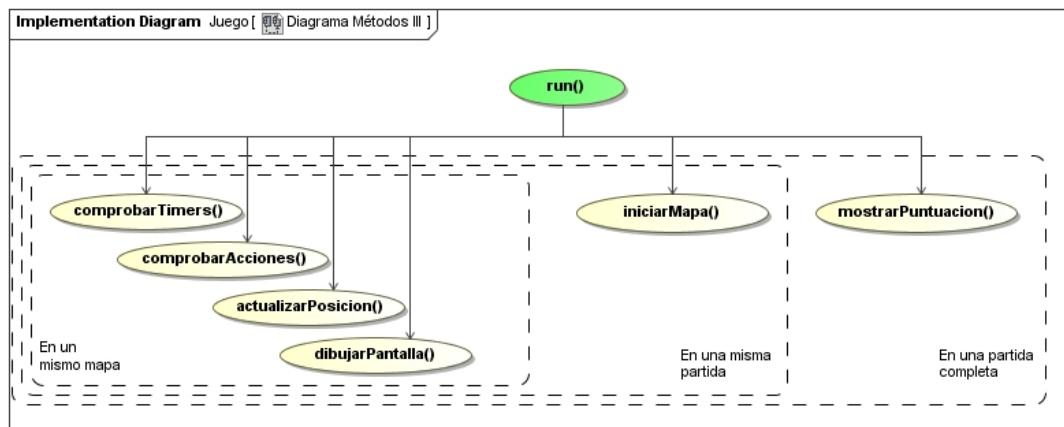 Implementation Diagram Juego [ Diagrama Métodos III ]
run()
comprobarTimers()
iniciarMapa()
mostrarPuntuacion()
comprobarAcciones()
actualizarPosicion()
dibujarPantalla()
En un
mismo mapa
En una misma
partida
En una partida
completa